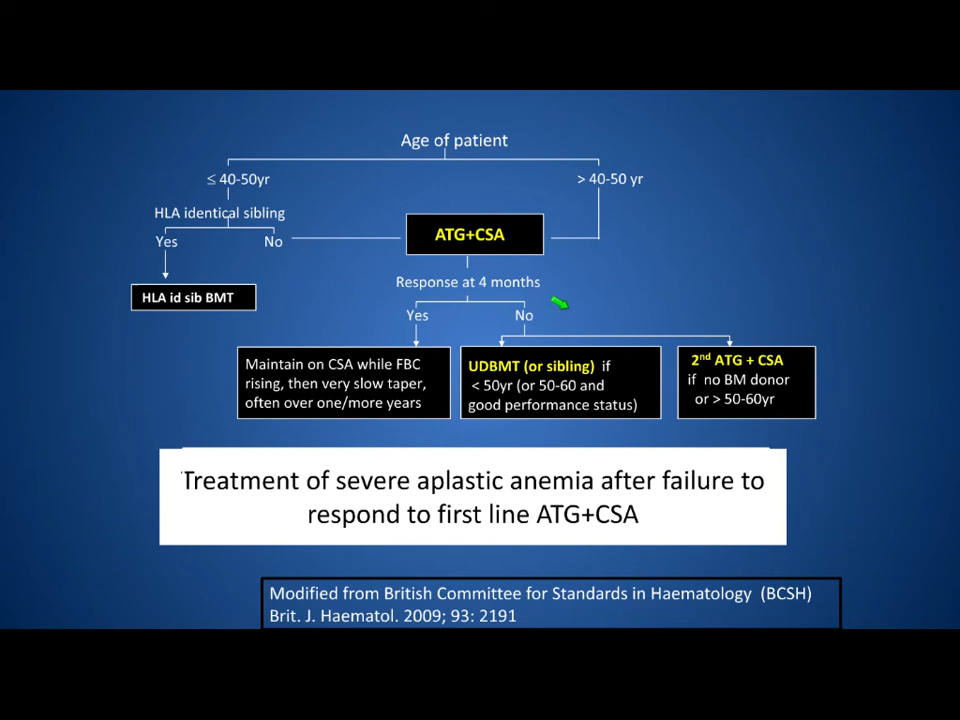 Age of patient
≤ 40-50yr
> 40-50 yr
HLA identical sibling
Yes
No
ATG+CSA
HLA id sib BMT
Response at 4 months
Yes
No
Maintain on CSA while FBC
rising, then very slow taper,
often over one/more years
UDBMT (or sibling) if
< 50yr (or 50-60 and
good performance status)
2nd ATG + CSA
if no BM donor
or > 50-60yr
Treatment of severe aplastic anemia after failure to
respond to first line ATG+CSA
Modified from British Committee for Standards in Haematology (BCSH)
Brit. J. Haematol. 2009; 93: 2191